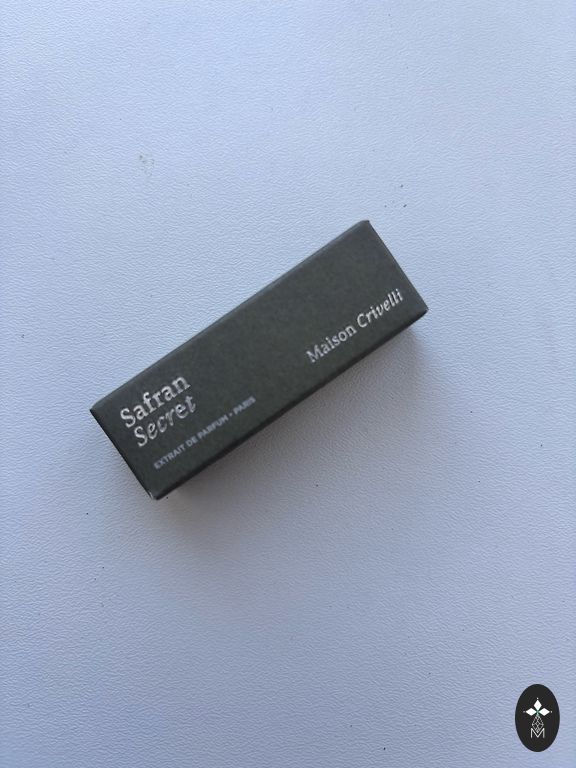 Safran
Secret
EXTRAIT DE PARFUM • PARIS
Maison Crivelli
M